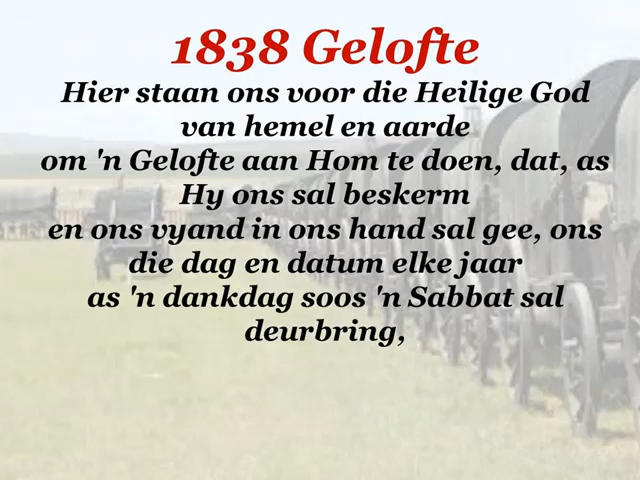 1838 Gelofte
Hier staan ons voor die Heilige God
van hemel en aarde
om 'n Gelofte aan Hom te doen, dat, as
Hy ons sal beskerm
en ons vyand in ons hand sal gee, ons
die dag en datum elke jaar
as 'n dankdag soos 'n Sabbat sal
deurbring,